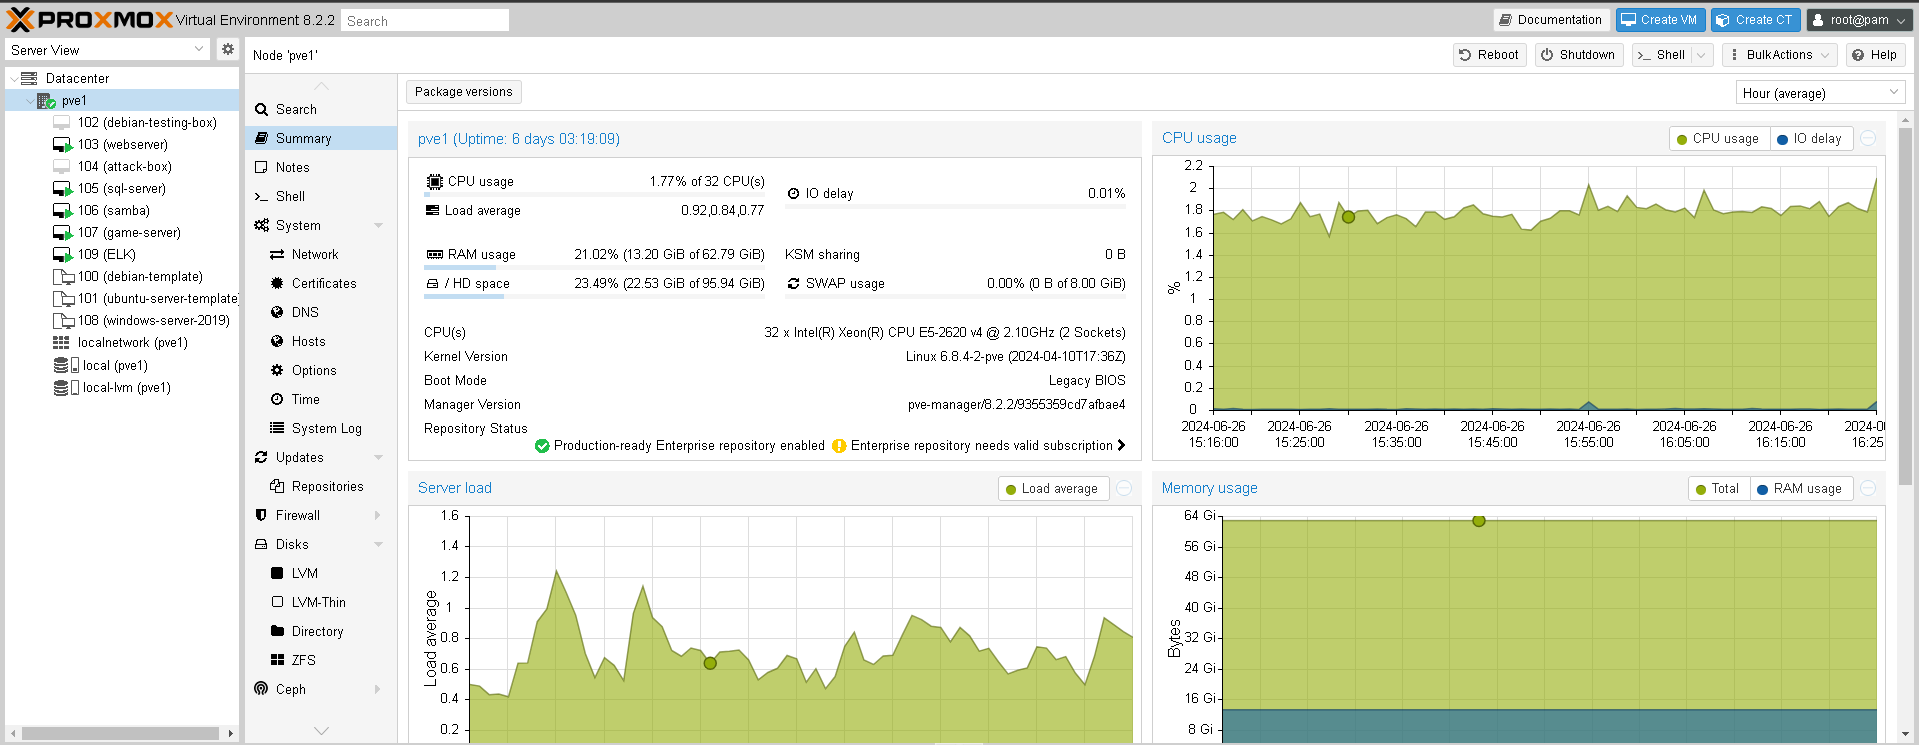 PROXMOX Virtual Environment 8.2.2 Search
Documentation Create VM Create CT root@pam
Server View
Datacenter
pve1
102 (debian-testing-box)
103 (webserver)
104 (attack-box)
105 (sql-server)
106 (samba)
107 (game-server)
109 (ELK)
100 (debian-template)
101 (ubuntu-server-template
108 (windows-server-2019)
localnetwork (pve1)
local (pve1)
local-lvm (pve1)
Node 'pve1'
Reboot Shutdown Shell Bulk Actions Help
Search
Summary
Notes
Shell
System
Network
Certificates
DNS
Hosts
Options
Time
System Log
Updates
Repositories
Firewall
Disks
LVM
LVM-Thin
Directory
ZFS
Ceph
Package versions
Hour (average)
pve1 (Uptime: 6 days 03:19:09)
CPU usage 1.77% of 32 CPU(s)
IO delay 0.01%
Load average 0.92,0.84,0.77
RAM usage 21.02% (13.20 GiB of 62.79 GiB)
KSM sharing 0 B
/ HD space 23.49% (22.53 GiB of 95.94 GiB)
SWAP usage 0.00% (0 B of 8.00 GiB)
CPU(s) 32 x Intel(R) Xeon(R) CPU E5-2620 v4 @ 2.10GHz (2 Sockets)
Kernel Version Linux 6.8.4-2-pve (2024-04-10T17:36Z)
Boot Mode Legacy BIOS
Manager Version pve-manager/8.2.2/9355359cd7afbae4
Repository Status
Production-ready Enterprise repository enabled Enterprise repository needs valid subscription
CPU usage
CPU usage IO delay
2.2
2
1.8
1.6
1.4
1.2
1
0.8
0.6
0.4
0.2
0
%
2024-06-26 2024-06-26 2024-06-26 2024-06-26 2024-06-26 2024-06-26 2024-06-26 2024-0
15:16:00 15:25:00 15:35:00 15:45:00 15:55:00 16:05:00 16:15:00 16:25
Server load
Load average
1.6
1.4
1.2
1
0.8
0.6
0.4
0.2
Load average
Memory usage
Total RAM usage
64 Gi
56 Gi
48 Gi
40 Gi
32 Gi
24 Gi
16 Gi
8 Gi
Bytes